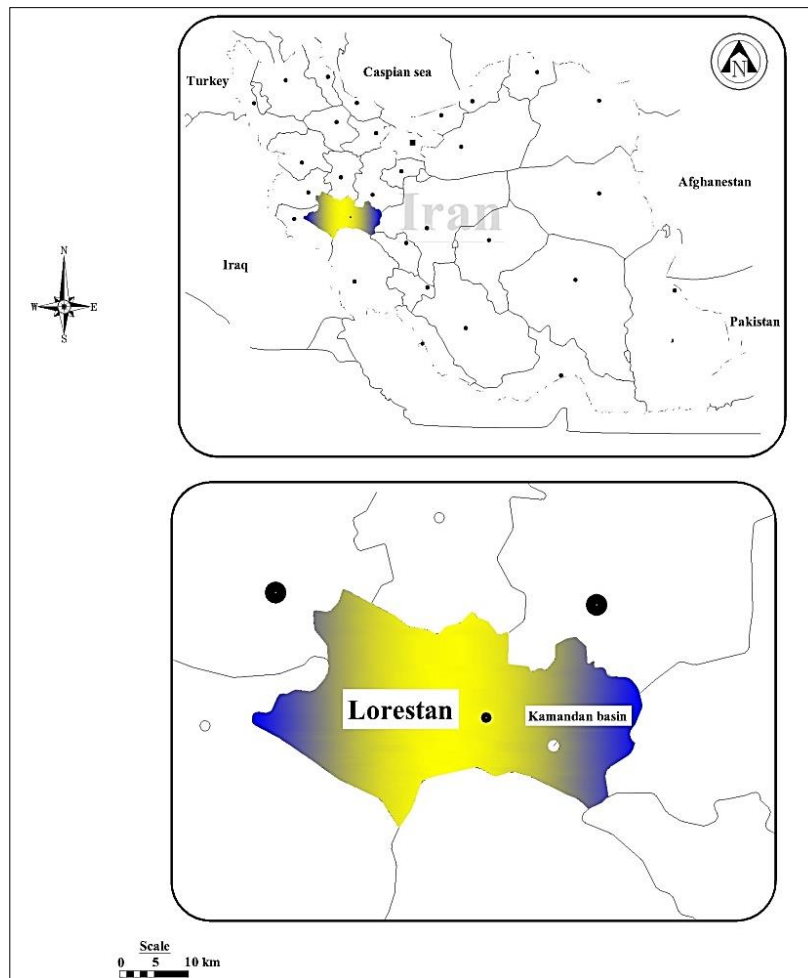 Turkey
Caspian sea
N
Afghanestan
Iran
Iraq
Pakistan
N
W E
S
Lorestan
Kamandan basin
Scale
0 5 10 km